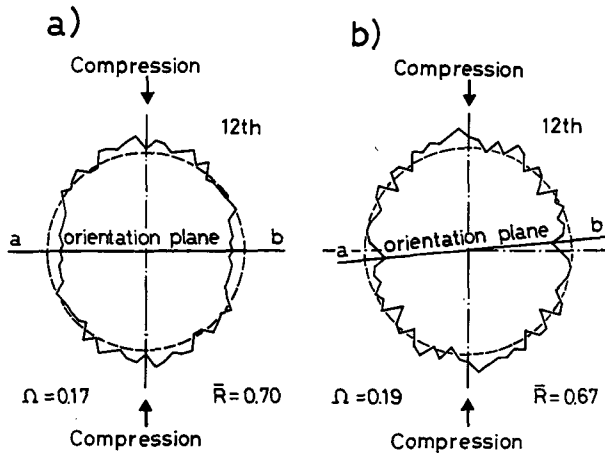 a)
Compression
12th
a orientation plane b
Ω=0.17 R̄=0.70
Compression
b)
Compression
12th
a orientation plane b
Ω=0.19 R̄=0.67
Compression